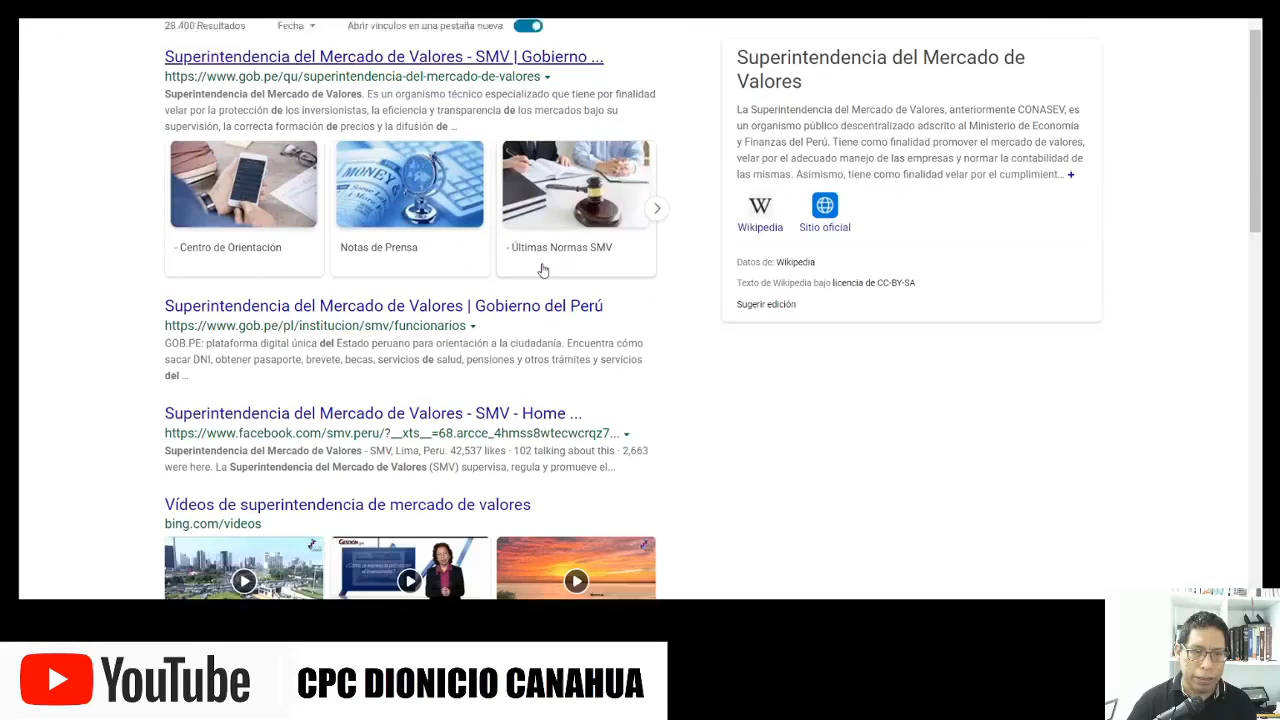 28.400 Resultados Fecha Abrir vínculos en una pestaña nueva
Superintendencia del Mercado de Valores - SMV | Gobierno ...
https://www.gob.pe/qu/superintendencia-del-mercado-de-valores
Superintendencia del Mercado de Valores. Es un organismo técnico especializado que tiene por finalidad
velar por la protección de los inversionistas, la eficiencia y transparencia de los mercados bajo su
supervisión, la correcta formación de precios y la difusión de ...
MONEY
- Centro de Orientación
Notas de Prensa
- Últimas Normas SMV
Superintendencia del Mercado de Valores | Gobierno del Perú
https://www.gob.pe/pl/institucion/smv/funcionarios
GOB.PE: plataforma digital única del Estado peruano para orientación a la ciudadanía. Encuentra cómo
sacar DNI, obtener pasaporte, brevete, becas, servicios de salud, pensiones y otros trámites y servicios
del ...
Superintendencia del Mercado de Valores - SMV - Home ...
https://www.facebook.com/smv.peru/?__xts__=68.arcce_4hmss8wtecwcrqz7...
Superintendencia del Mercado de Valores - SMV, Lima, Peru. 42,537 likes · 102 talking about this · 2,663
were here. La Superintendencia del Mercado de Valores (SMV) supervisa, regula y promueve el...
Vídeos de superintendencia de mercado de valores
bing.com/videos
Superintendencia del Mercado de
Valores
La Superintendencia del Mercado de Valores, anteriormente CONASEV, es
un organismo público descentralizado adscrito al Ministerio de Economía
y Finanzas del Perú. Tiene como finalidad promover el mercado de valores,
velar por el adecuado manejo de las empresas y normar la contabilidad de
las mismas. Asimismo, tiene como finalidad velar por el cumplimient... +
W
Wikipedia Sitio oficial
Datos de: Wikipedia
Texto de Wikipedia bajo licencia de CC-BY-SA
Sugerir edición
YouTube CPC DIONICIO CANAHUA